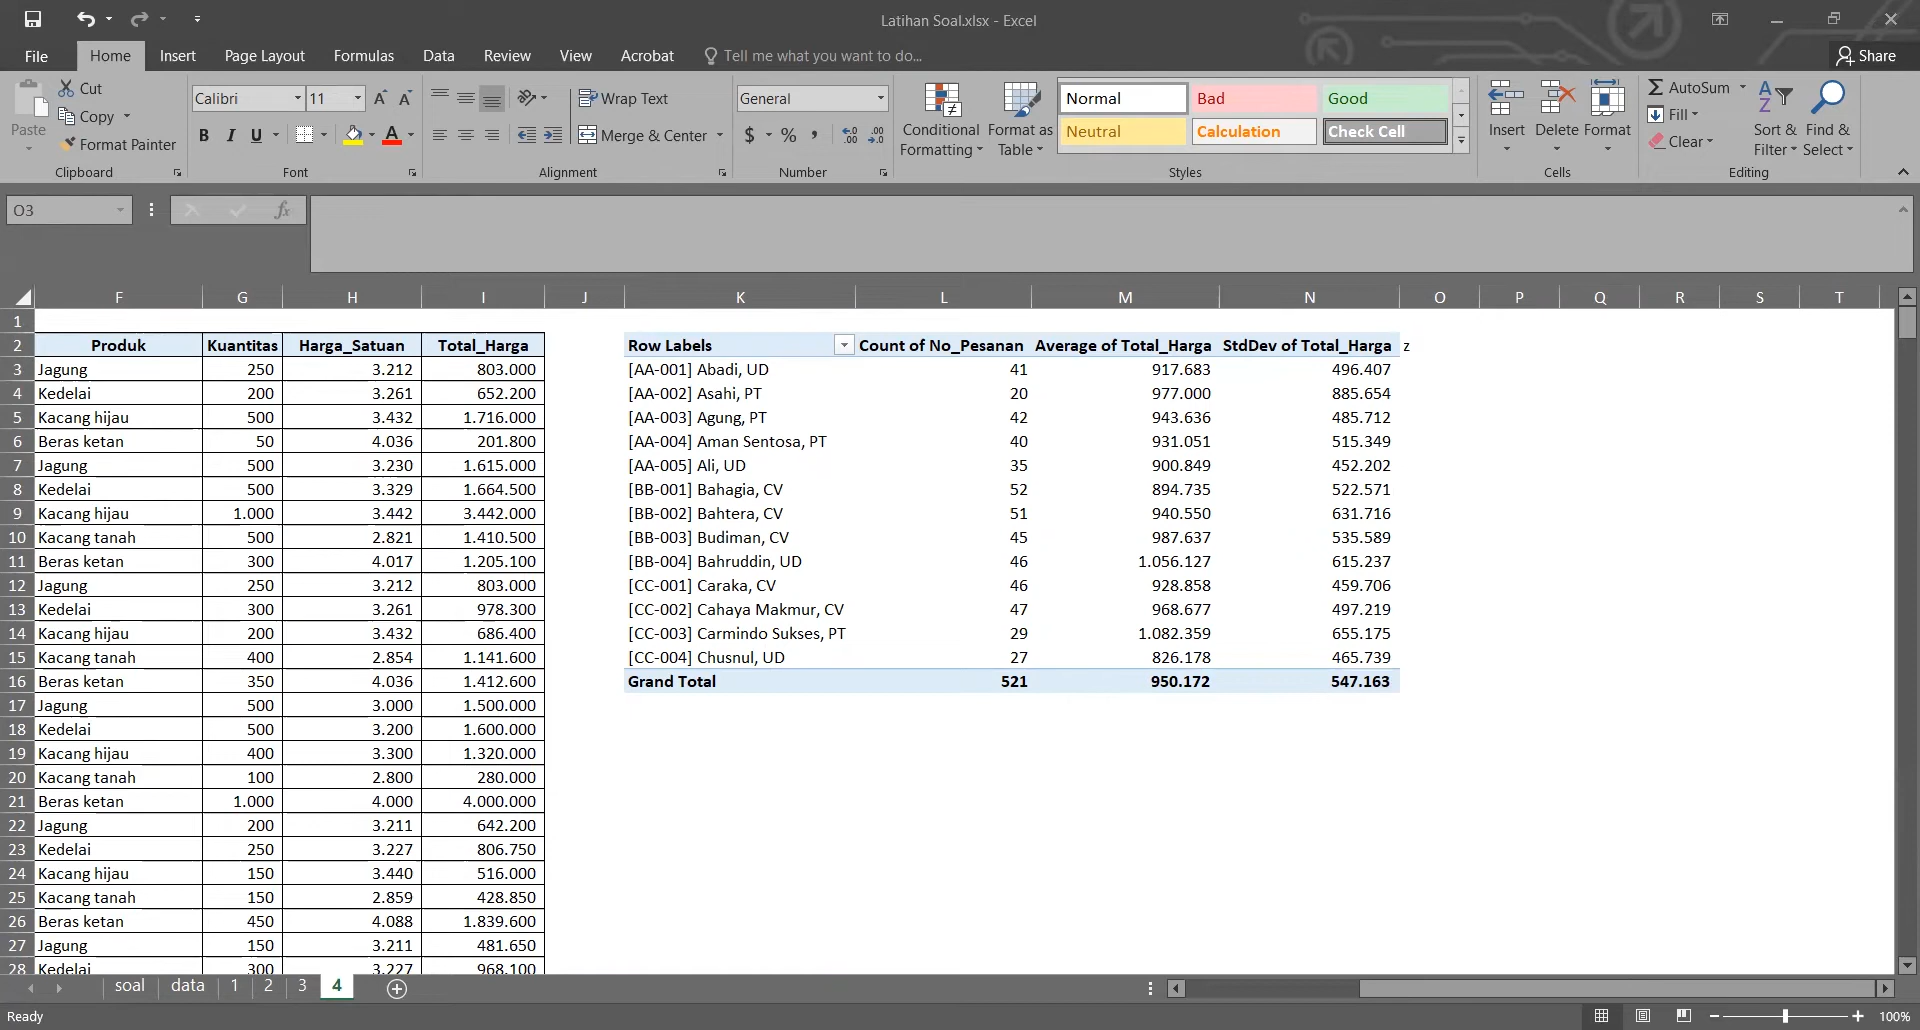 Latihan Soal.xlsx - Excel
File Home Insert Page Layout Formulas Data Review View Acrobat Tell me what you want to do... Share
Paste
Cut
Copy
Format Painter
Clipboard
Calibri 11
B I U
Font
Wrap Text
Merge & Center
Alignment
General
$ % ,
Number
Conditional Formatting
Format as Table
Normal Bad Good
Neutral Calculation Check Cell
Styles
Insert Delete Format
Cells
AutoSum
Fill
Clear
Sort & Filter
Find & Select
Editing
O3 fx
F G H I J K L M N O P Q R S T
1
2 Produk Kuantitas Harga_Satuan Total_Harga Row Labels Count of No_Pesanan Average of Total_Harga StdDev of Total_Harga z
3 Jagung 250 3.212 803.000 [AA-001] Abadi, UD 41 917.683 496.407
4 Kedelai 200 3.261 652.200 [AA-002] Asahi, PT 20 977.000 885.654
5 Kacang hijau 500 3.432 1.716.000 [AA-003] Agung, PT 42 943.636 485.712
6 Beras ketan 50 4.036 201.800 [AA-004] Aman Sentosa, PT 40 931.051 515.349
7 Jagung 500 3.230 1.615.000 [AA-005] Ali, UD 35 900.849 452.202
8 Kedelai 500 3.329 1.664.500 [BB-001] Bahagia, CV 52 894.735 522.571
9 Kacang hijau 1.000 3.442 3.442.000 [BB-002] Bahtera, CV 51 940.550 631.716
10 Kacang tanah 500 2.821 1.410.500 [BB-003] Budiman, CV 45 987.637 535.589
11 Beras ketan 300 4.017 1.205.100 [BB-004] Bahruddin, UD 46 1.056.127 615.237
12 Jagung 250 3.212 803.000 [CC-001] Caraka, CV 46 928.858 459.706
13 Kedelai 300 3.261 978.300 [CC-002] Cahaya Makmur, CV 47 968.677 497.219
14 Kacang hijau 200 3.432 686.400 [CC-003] Carmindo Sukses, PT 29 1.082.359 655.175
15 Kacang tanah 400 2.854 1.141.600 [CC-004] Chusnul, UD 27 826.178 465.739
16 Beras ketan 350 4.036 1.412.600 Grand Total 521 950.172 547.163
17 Jagung 500 3.000 1.500.000
18 Kedelai 500 3.200 1.600.000
19 Kacang hijau 400 3.300 1.320.000
20 Kacang tanah 100 2.800 280.000
21 Beras ketan 1.000 4.000 4.000.000
22 Jagung 200 3.211 642.200
23 Kedelai 250 3.227 806.750
24 Kacang hijau 150 3.440 516.000
25 Kacang tanah 150 2.859 428.850
26 Beras ketan 450 4.088 1.839.600
27 Jagung 150 3.211 481.650
28 Kedelai 300 3.227 968.100
soal data 1 2 3 4
Ready 100%